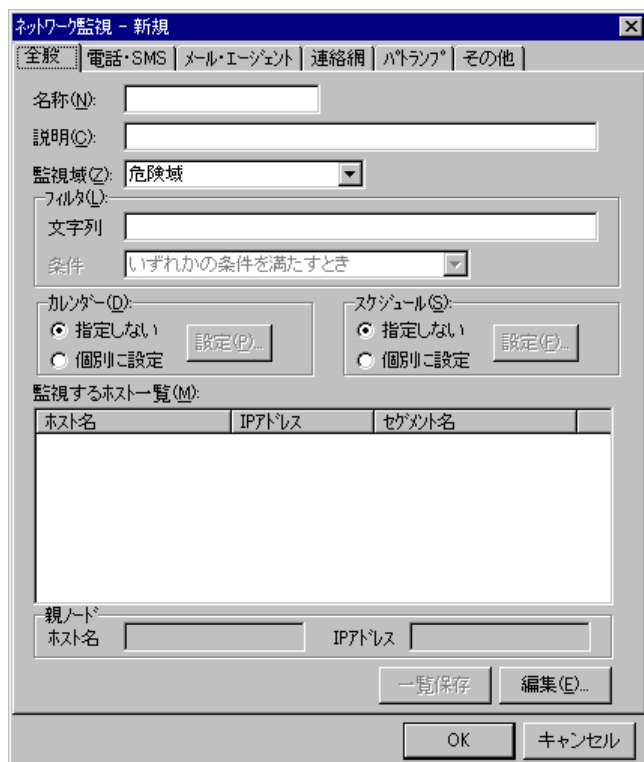 ネットワーク監視 - 新規
全般 電話・SMS メール・エージェント 連絡網 パトランプ その他
名称(N):
説明(C):
監視域(Z): 危険域
フィルタ(L):
文字列
条件 いずれかの条件を満たすとき
カレンダー(D): スケジュール(S):
指定しない 設定(P)... 指定しない 設定(F)...
個別に設定 個別に設定
監視するホスト一覧(M):
ホスト名 IPアドレス セグメント名
親ノード
ホスト名 IPアドレス
一覧保存 編集(E)...
OK キャンセル